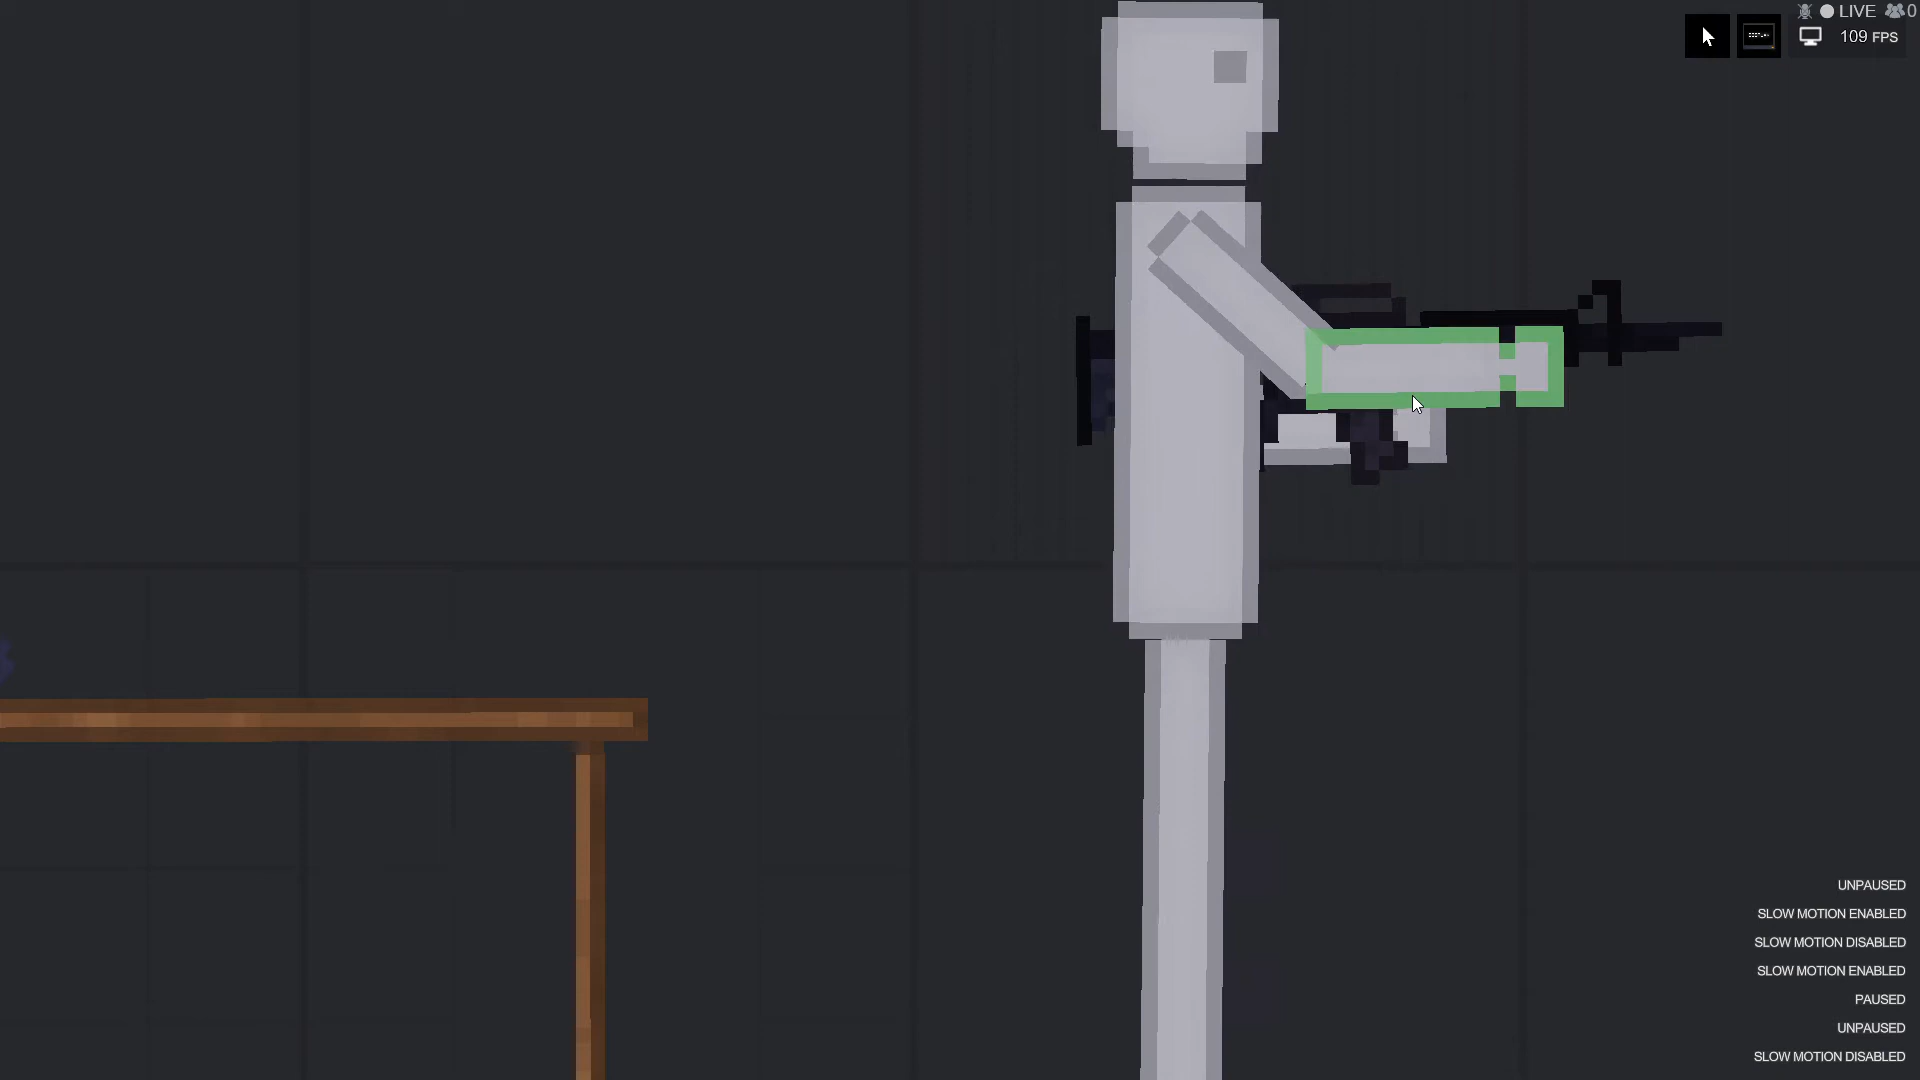 LIVE 0
109 FPS
UNPAUSED
SLOW MOTION ENABLED
SLOW MOTION DISABLED
SLOW MOTION ENABLED
PAUSED
UNPAUSED
SLOW MOTION DISABLED